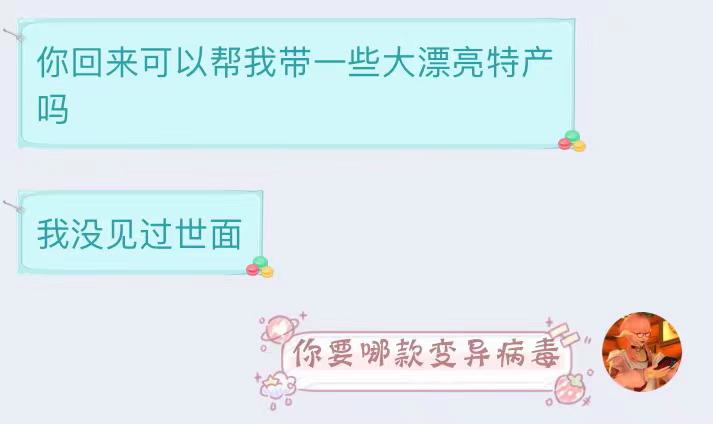 你回来可以帮我带一些大漂亮特产
吗
我没见过世面
你要哪款变异病毒